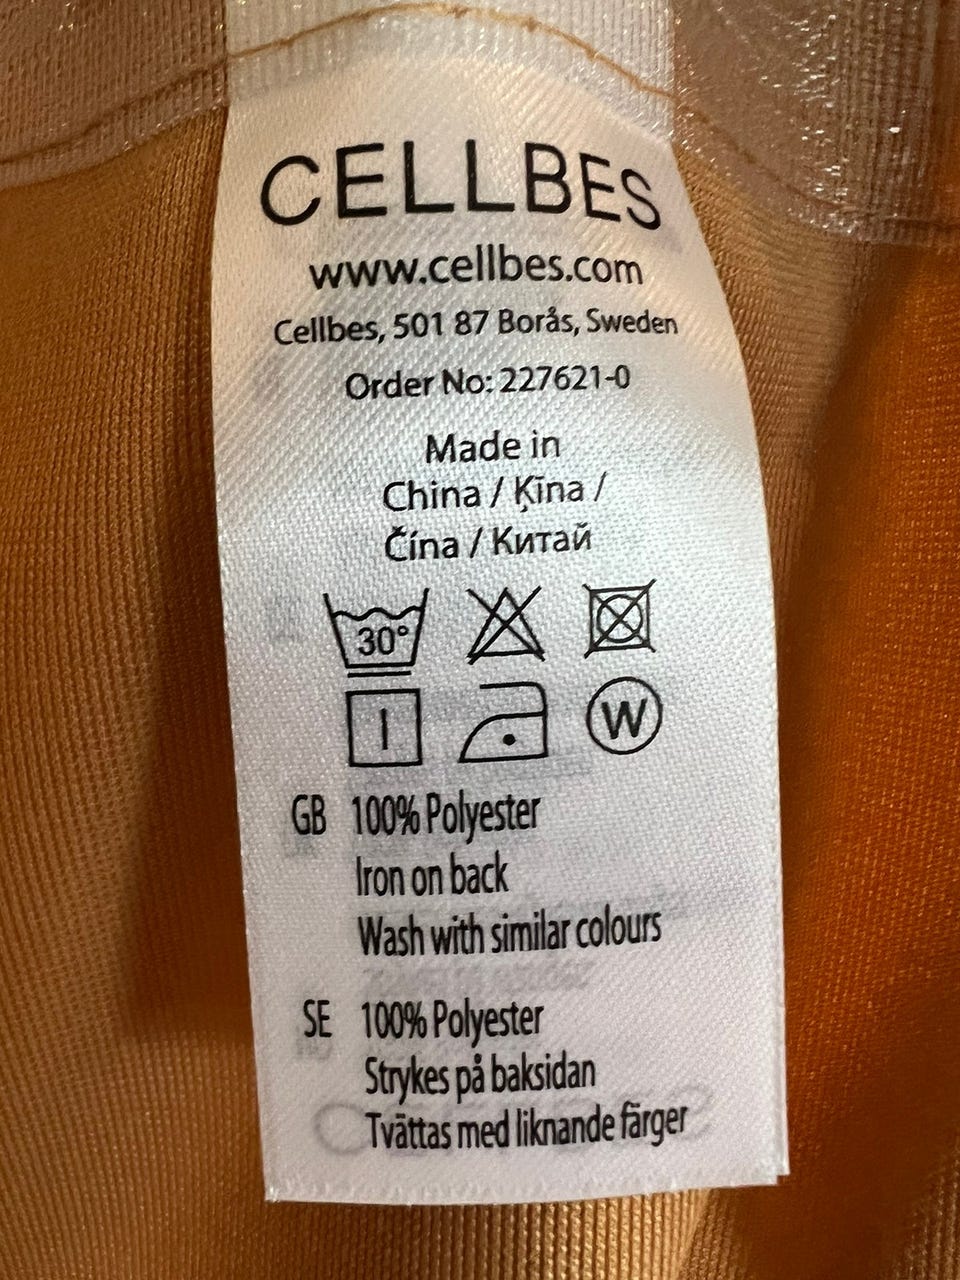 CELLBES
www.cellbes.com
Cellbes, 501 87 Borås, Sweden
Order No: 227621-0
Made in
China / Ķīna /
Čína / Китай
30°
W
GB 100% Polyester
Iron on back
Wash with similar colours
SE 100% Polyester
Strykes på baksidan
Tvättas med liknande färger